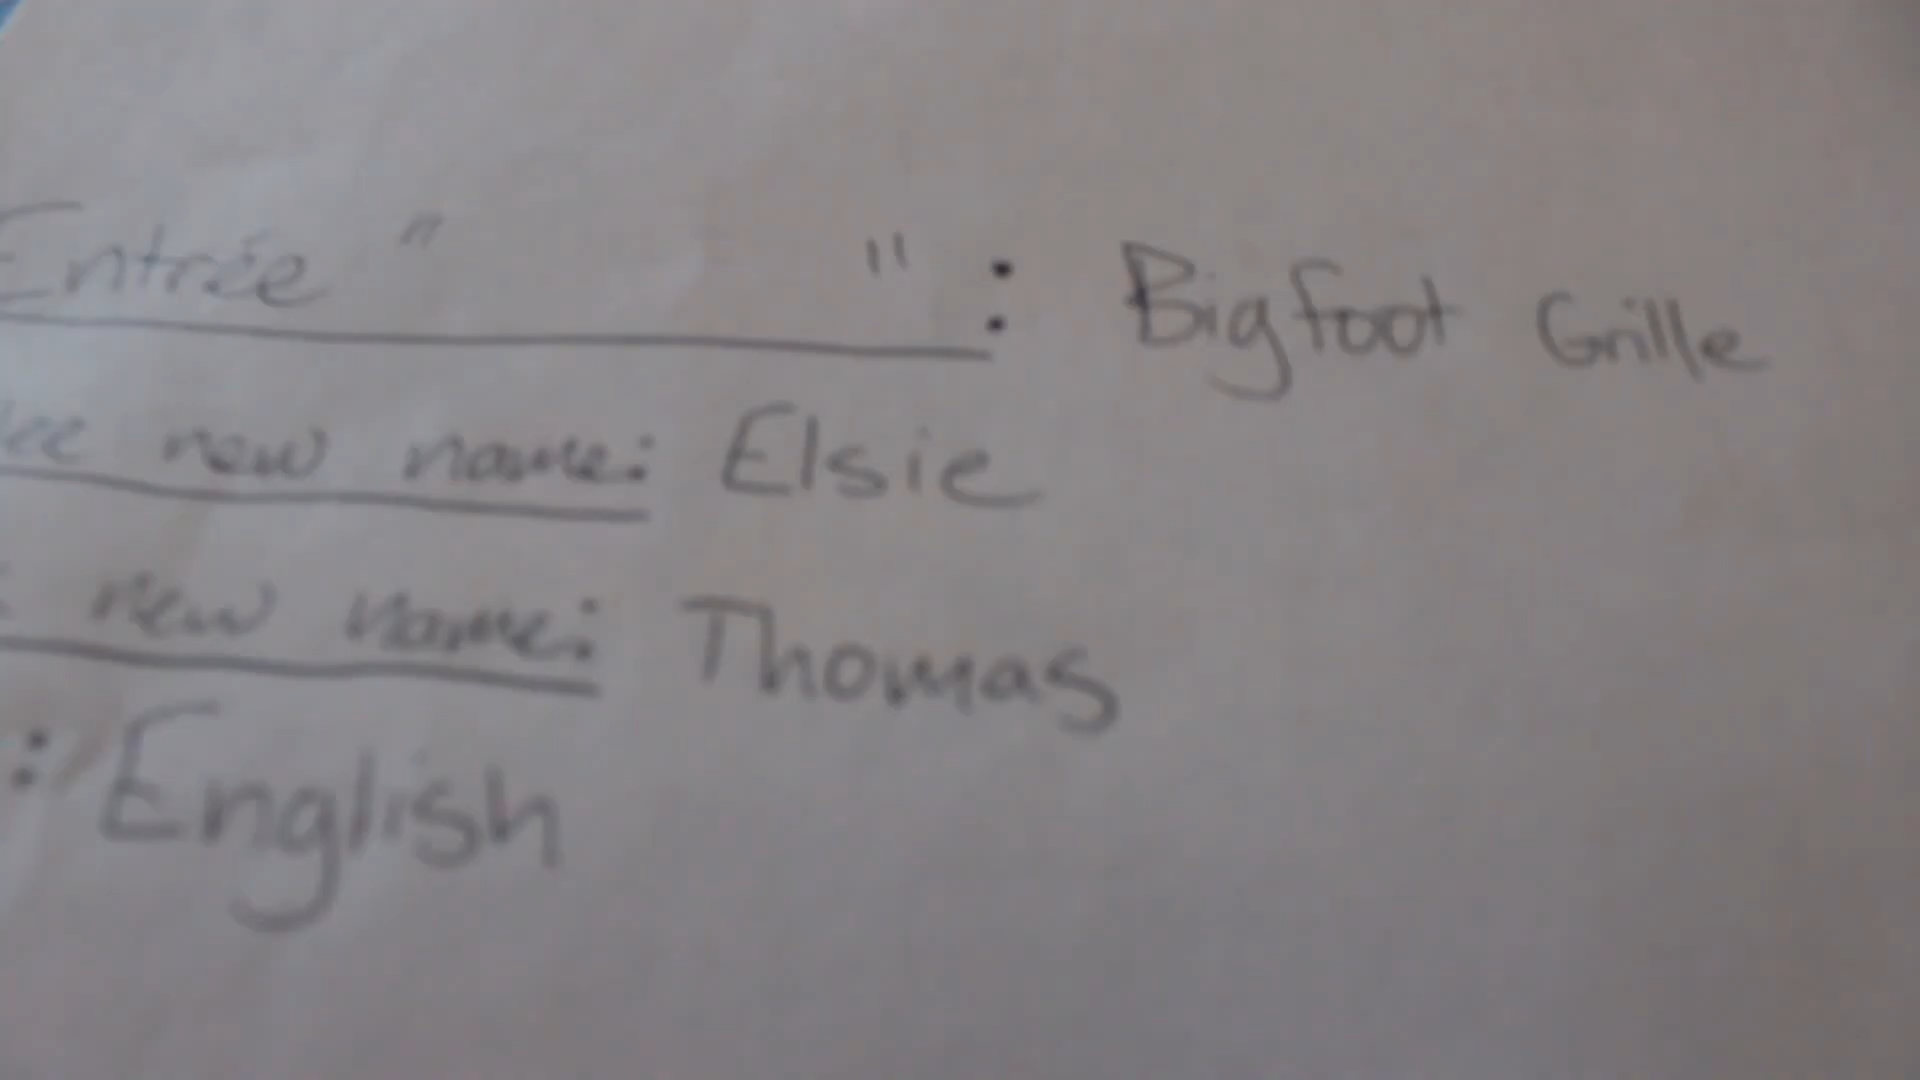 Entrée " ": Bigfoot Grille
new name: Elsie
new name: Thomas
: English